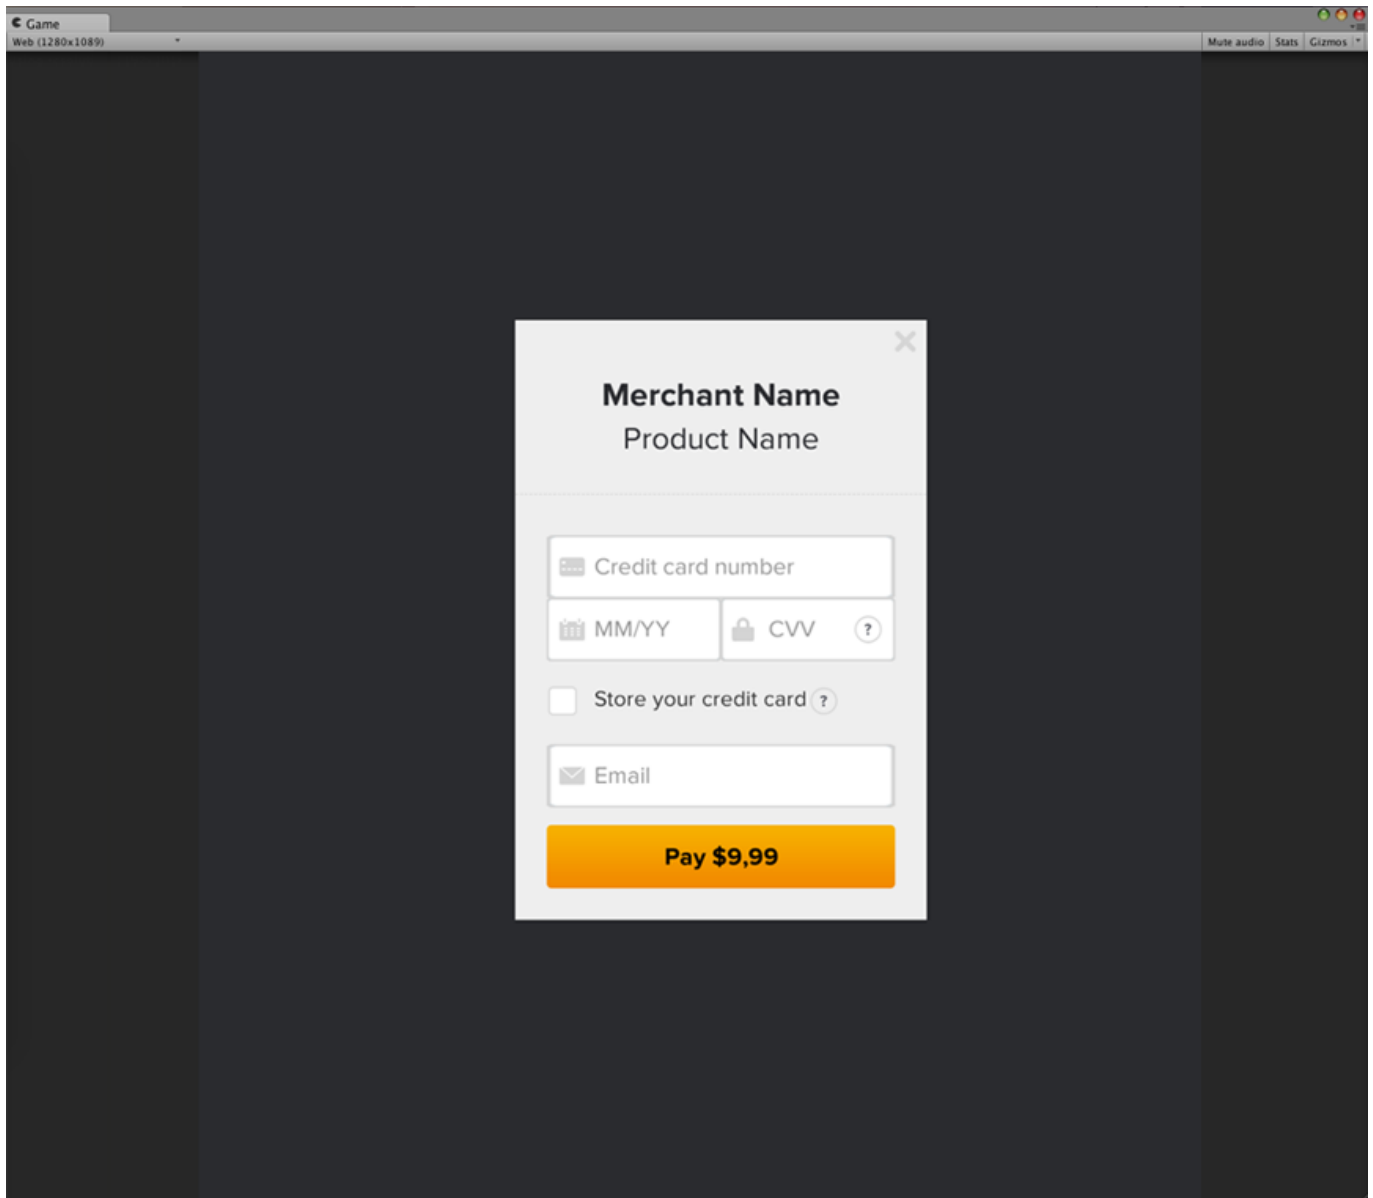 Game
Web (1280x1089)
Mute audio Stats Gizmos
Merchant Name
Product Name
Credit card number
MM/YY CVV ?
Store your credit card ?
Email
Pay $9,99